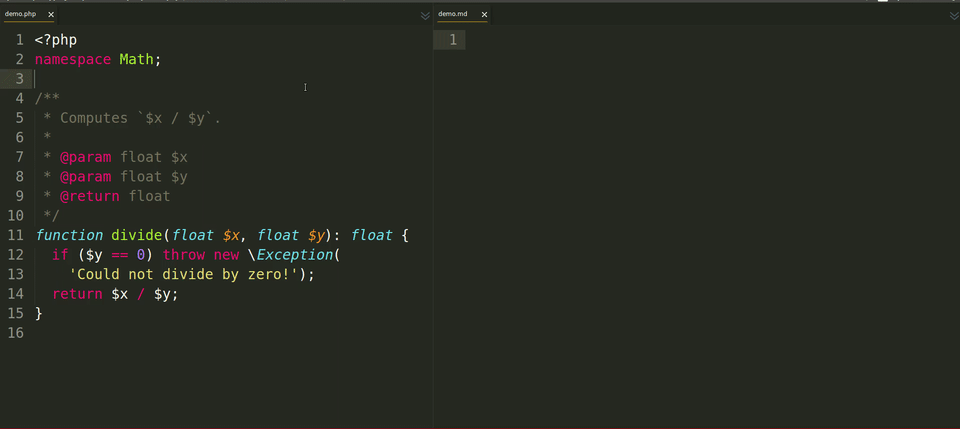 demo.php
demo.md
1 <?php
2 namespace Math;
3
4 /**
5  * Computes `$x / $y`.
6  *
7  * @param float $x
8  * @param float $y
9  * @return float
10  */
11 function divide(float $x, float $y): float {
12   if ($y == 0) throw new \Exception(
13     'Could not divide by zero!');
14   return $x / $y;
15 }
16
1